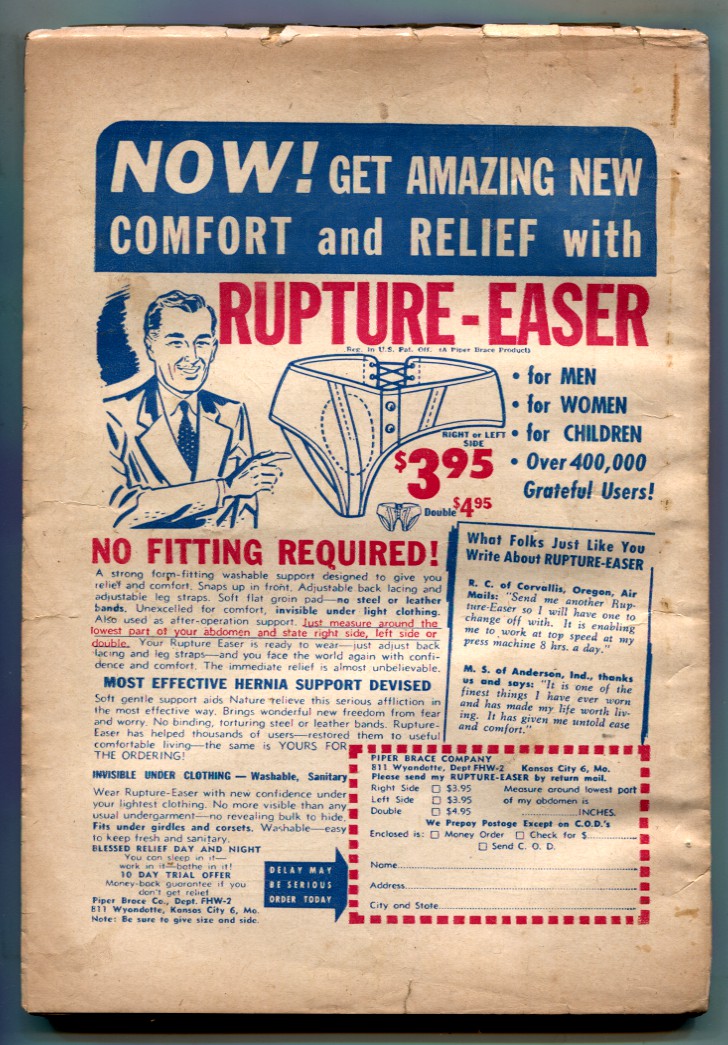 NOW! GET AMAZING NEW
COMFORT and RELIEF with
RUPTURE-EASER
Reg. in U.S. Pat. Off. (A Piper Brace Product)
• for MEN
• for WOMEN
• for CHILDREN
• Over 400,000
Grateful Users!
RIGHT or LEFT
SIDE
$3 95
Double $4 95
NO FITTING REQUIRED!
A strong form-fitting washable support designed to give you
relief and comfort. Snaps up in front. Adjustable back lacing and
adjustable leg straps. Soft flat groin pad—no steel or leather
bands. Unexcelled for comfort, invisible under light clothing.
Also used as after-operation support. Just measure around the
lowest part of your abdomen and state right side, left side or
double. Your Rupture Easer is ready to wear—just adjust back
lacing and leg straps—and you face the world again with confi-
dence and comfort. The immediate relief is almost unbelievable.
MOST EFFECTIVE HERNIA SUPPORT DEVISED
Soft gentle support aids Nature relieve this serious affliction in
the most effective way. Brings wonderful new freedom from fear
and worry. No binding, torturing steel or leather bands. Rupture-
Easer has helped thousands of users—restored them to useful
comfortable living—the same is YOURS FOR
THE ORDERING!
INVISIBLE UNDER CLOTHING — Washable, Sanitary
Wear Rupture-Easer with new confidence under
your lightest clothing. No more visible than any
usual undergarment—no revealing bulk to hide.
Fits under girdles and corsets. Washable—easy
to keep fresh and sanitary.
BLESSED RELIEF DAY AND NIGHT
You can sleep in it—
work in it—bathe in it!
10 DAY TRIAL OFFER
Money-back guarantee if you
don't get relief
Piper Brace Co., Dept. FHW-2
811 Wyandotte, Kansas City 6, Mo.
Note: Be sure to give size and side.
DELAY MAY
BE SERIOUS
ORDER TODAY
What Folks Just Like You
Write About RUPTURE-EASER
R. C. of Corvallis, Oregon, Air
Mails: "Send me another Rup-
ture-Easer so I will have one to
change off with. It is enabling
me to work at top speed at my
press machine 8 hrs. a day."
M. S. of Anderson, Ind., thanks
us and says: "It is one of the
finest things I have ever worn
and has made my life worth liv-
ing. It has given me untold ease
and comfort."
PIPER BRACE COMPANY
811 Wyandotte, Dept FHW-2 Kansas City 6, Mo.
Please send my RUPTURE-EASER by return mail.
Right Side □ $3.95 Measure around lowest part
Left Side □ $3.95 of my abdomen is
Double □ $4.95 ............INCHES.
We Prepay Postage Except on C.O.D.'s
Enclosed is: □ Money Order □ Check for $............
□ Send C. O. D.
Name............
Address............
City and State............